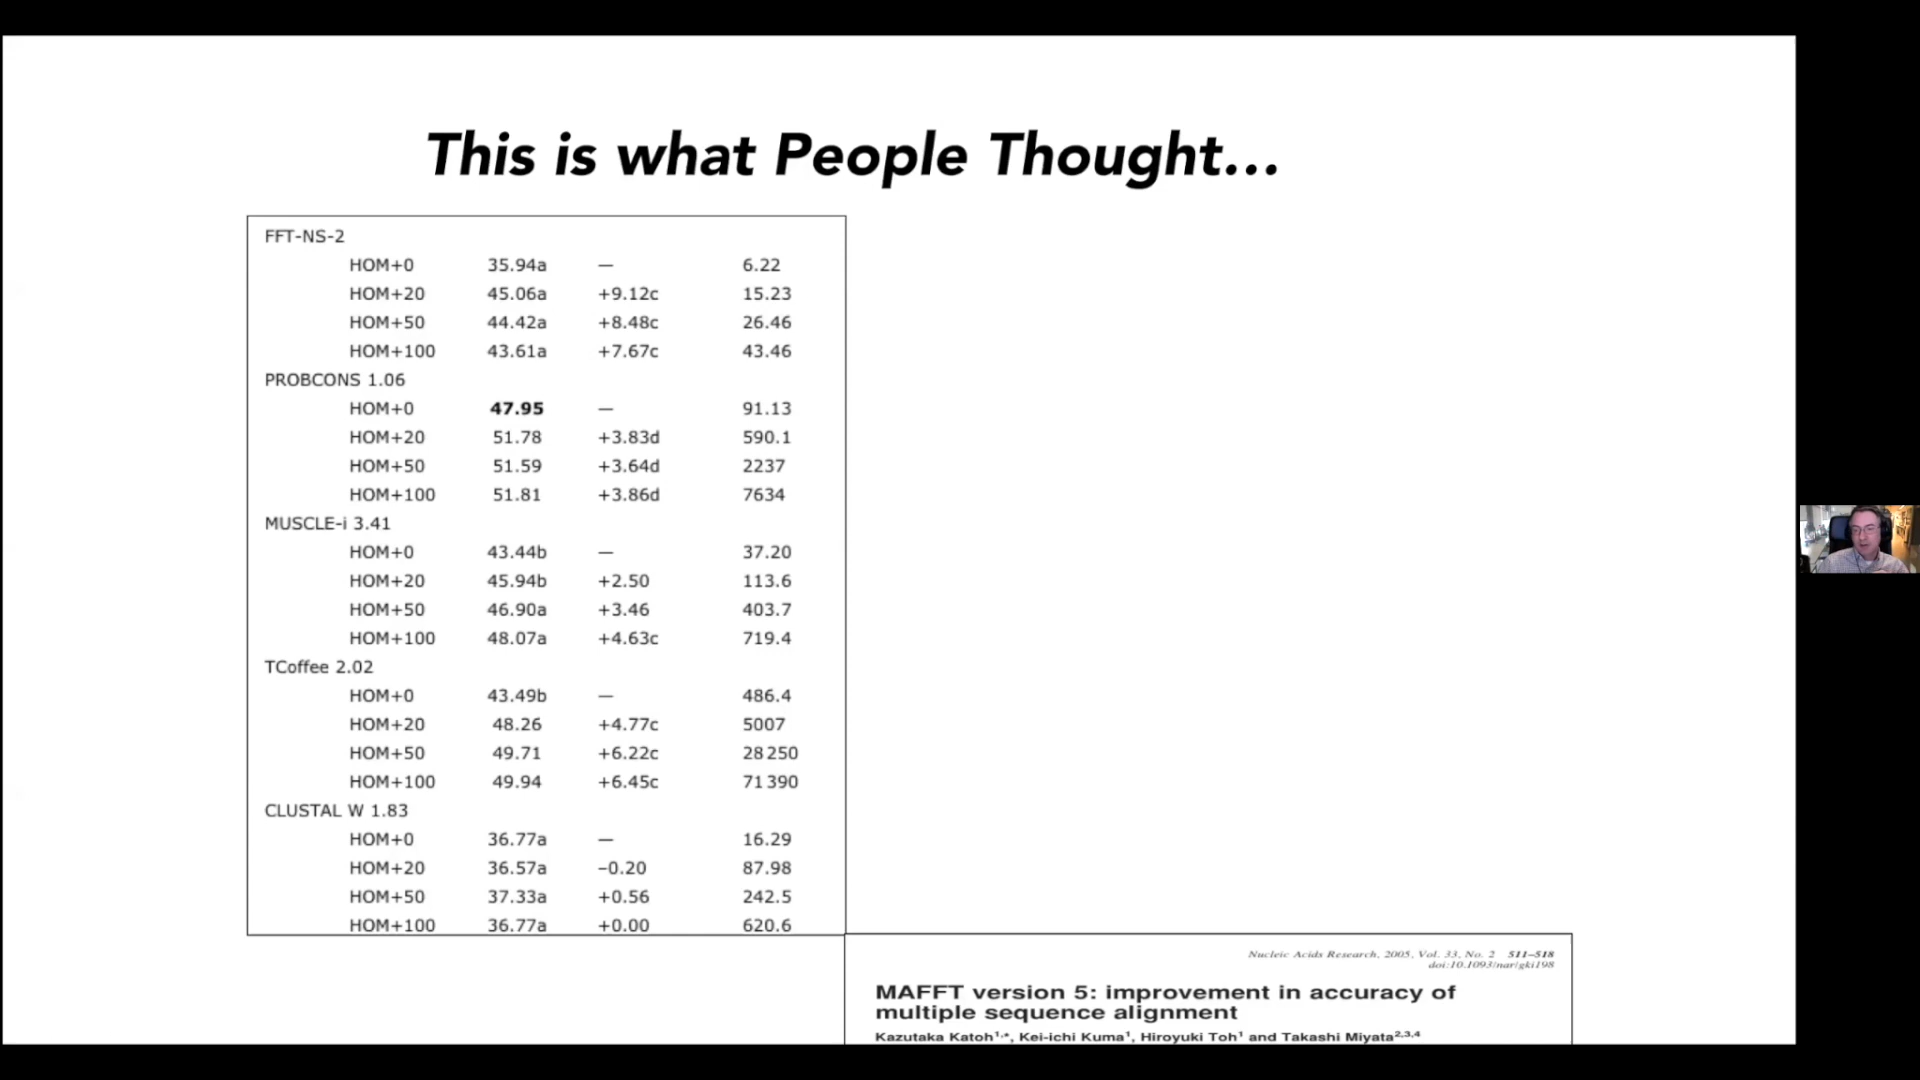 This is what People Thought...
FFT-NS-2
HOM+0 35.94a — 6.22
HOM+20 45.06a +9.12c 15.23
HOM+50 44.42a +8.48c 26.46
HOM+100 43.61a +7.67c 43.46
PROBCONS 1.06
HOM+0 47.95 — 91.13
HOM+20 51.78 +3.83d 590.1
HOM+50 51.59 +3.64d 2237
HOM+100 51.81 +3.86d 7634
MUSCLE-i 3.41
HOM+0 43.44b — 37.20
HOM+20 45.94b +2.50 113.6
HOM+50 46.90a +3.46 403.7
HOM+100 48.07a +4.63c 719.4
TCoffee 2.02
HOM+0 43.49b — 486.4
HOM+20 48.26 +4.77c 5007
HOM+50 49.71 +6.22c 28 250
HOM+100 49.94 +6.45c 71 390
CLUSTAL W 1.83
HOM+0 36.77a — 16.29
HOM+20 36.57a −0.20 87.98
HOM+50 37.33a +0.56 242.5
HOM+100 36.77a +0.00 620.6
Nucleic Acids Research, 2005, Vol. 33, No. 2 511–518
doi:10.1093/nar/gki198
MAFFT version 5: improvement in accuracy of
multiple sequence alignment
Kazutaka Katoh1,*, Kei-ichi Kuma1, Hiroyuki Toh1 and Takashi Miyata2,3,4